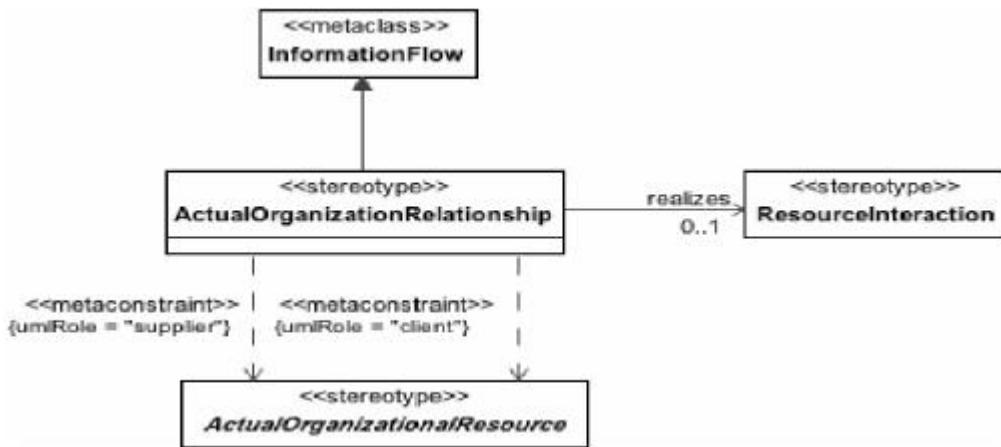 <<metaclass>>
InformationFlow
<<stereotype>>
ActualOrganizationRelationship
realizes
0..1
<<stereotype>>
ResourceInteraction
<<metaconstraint>>
{umlRole = "supplier"}
<<metaconstraint>>
{umlRole = "client"}
<<stereotype>>
ActualOrganizationalResource